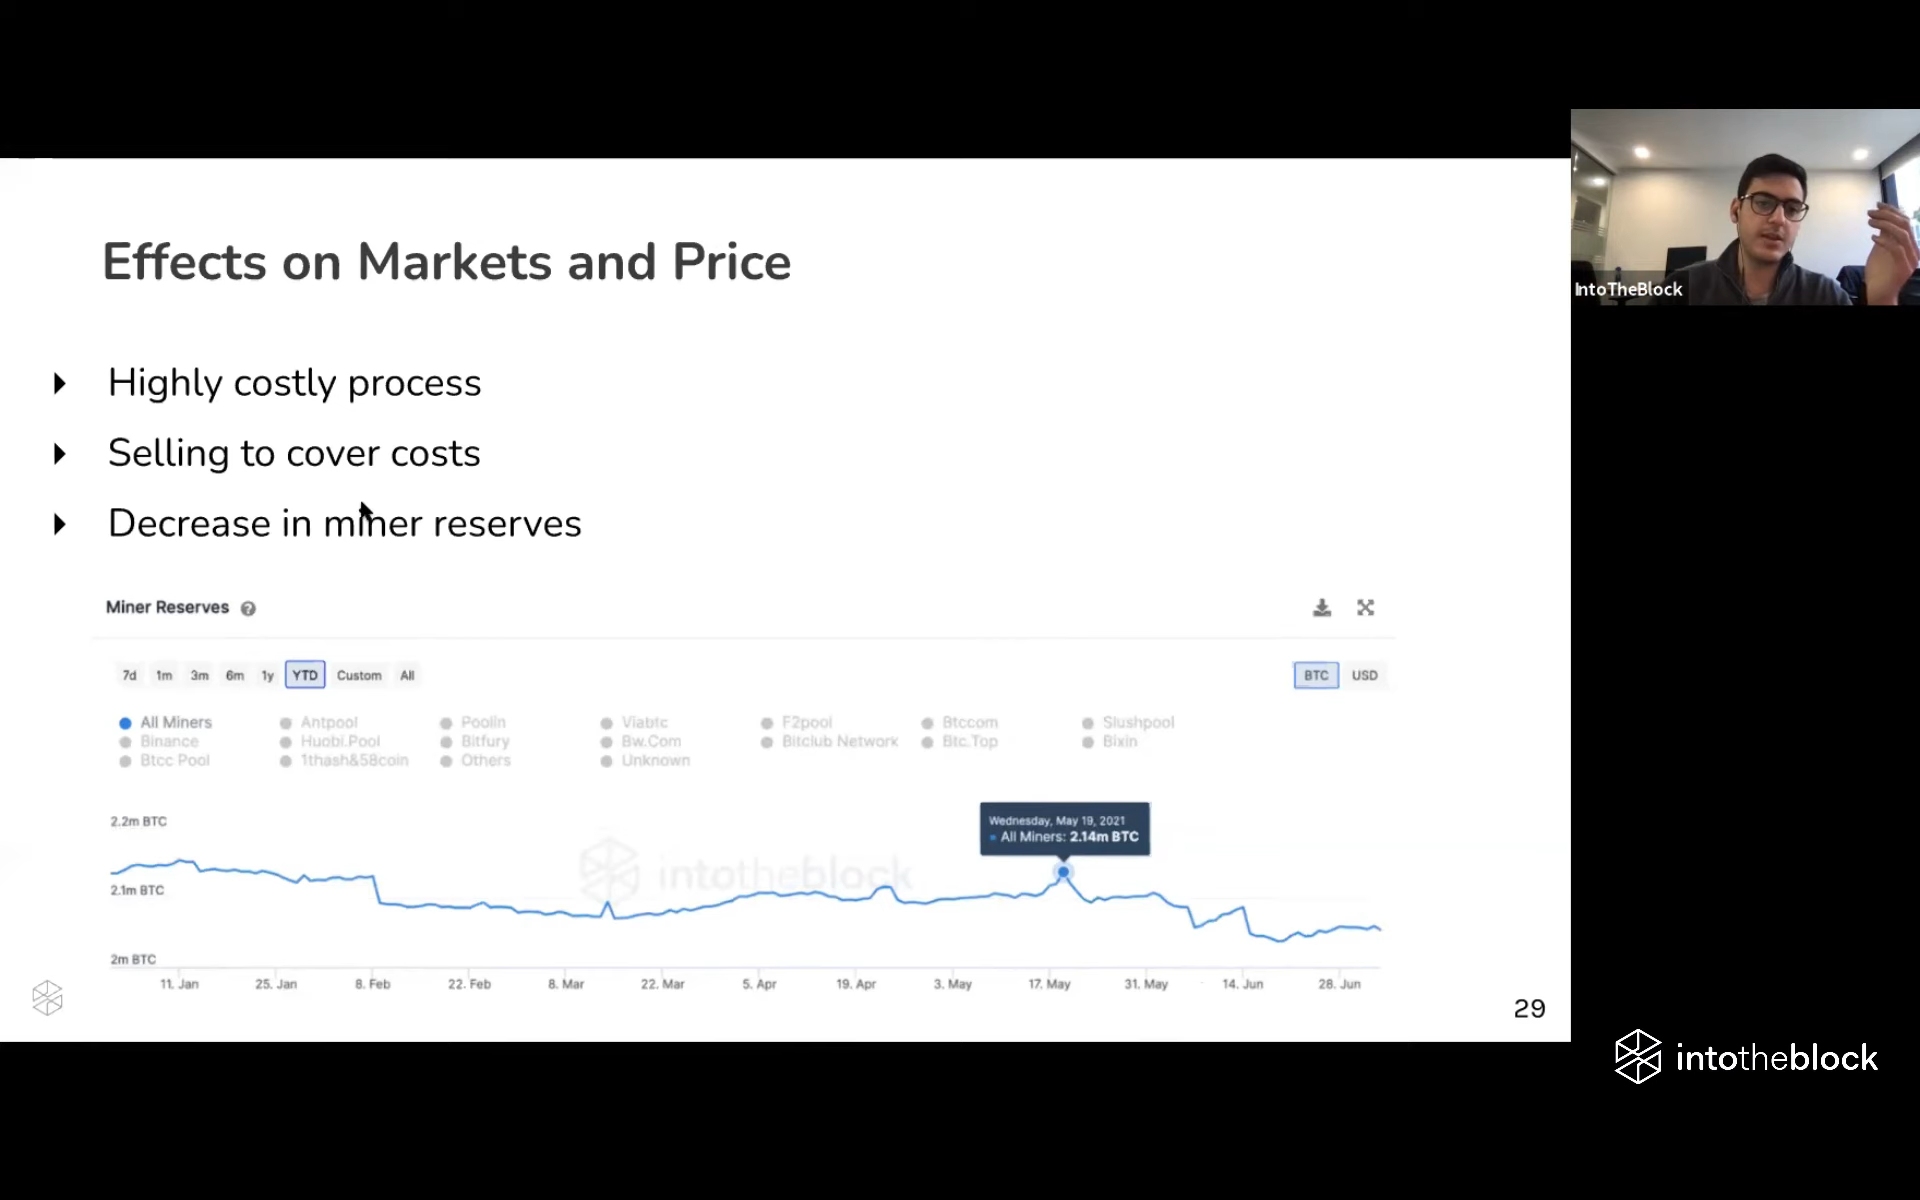 Effects on Markets and Price
Highly costly process
Selling to cover costs
Decrease in miner reserves
Miner Reserves ?
7d 1m 3m 6m 1y YTD Custom All BTC USD
All Miners Antpool Poolin Viabtc F2pool Btccom Slushpool
Binance Huobi.Pool Bitfury Bw.Com Bitclub Network Btc.Top Bixin
Btcc Pool 1thash&58coin Others Unknown
2.2m BTC
Wednesday, May 19, 2021
All Miners: 2.14m BTC
intotheblock
2.1m BTC
2m BTC
11. Jan 25. Jan 8. Feb 22. Feb 8. Mar 22. Mar 5. Apr 19. Apr 3. May 17. May 31. May 14. Jun 28. Jun
29
IntoTheBlock
intotheblock